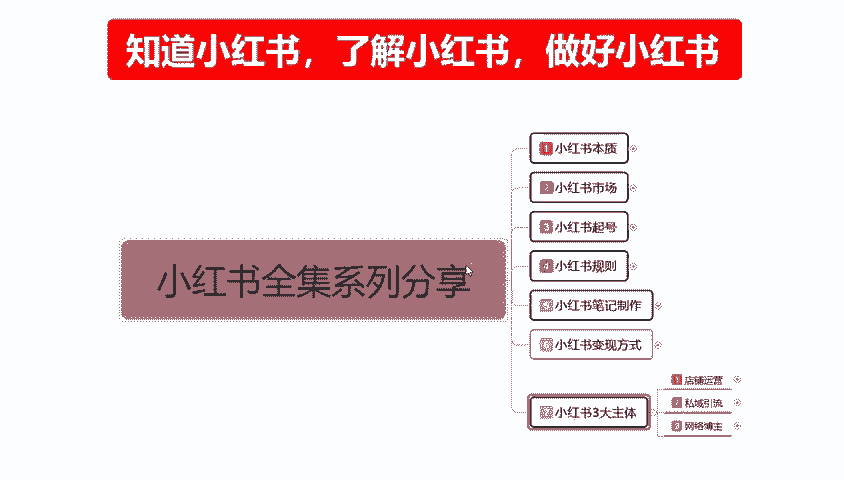 知道小红书，了解小红书，做好小红书
小红书全集系列分享
1 小红书本质
2 小红书市场
3 小红书起号
4 小红书规则
5 小红书笔记制作
6 小红书变现方式
7 小红书3大主体
1 店铺运营
2 私域引流
3 网络博主